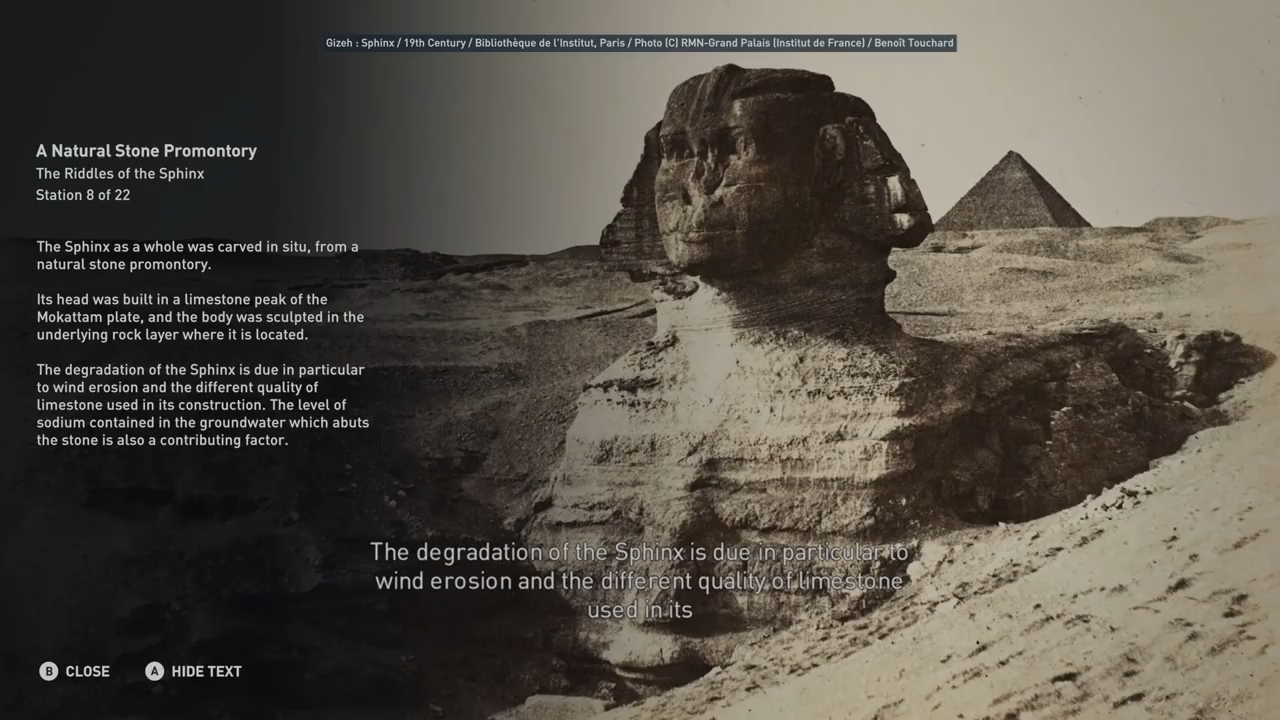 Gizeh : Sphinx / 19th Century / Bibliothèque de l'Institut, Paris / Photo (C) RMN-Grand Palais (Institut de France) / Benoît Touchard
A Natural Stone Promontory
The Riddles of the Sphinx
Station 8 of 22
The Sphinx as a whole was carved in situ, from a
natural stone promontory.
Its head was built in a limestone peak of the
Mokattam plate, and the body was sculpted in the
underlying rock layer where it is located.
The degradation of the Sphinx is due in particular
to wind erosion and the different quality of
limestone used in its construction. The level of
sodium contained in the groundwater which abuts
the stone is also a contributing factor.
The degradation of the Sphinx is due in particular to
wind erosion and the different quality of limestone
used in its
B CLOSE A HIDE TEXT